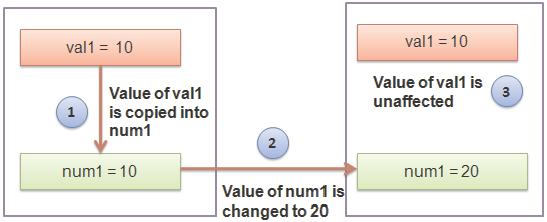 val1 = 10
1
Value of val1
is copied into
num1
num1 = 10
2
Value of num1 is
changed to 20
val1 = 10
Value of val1 is
unaffected
3
num1 = 20